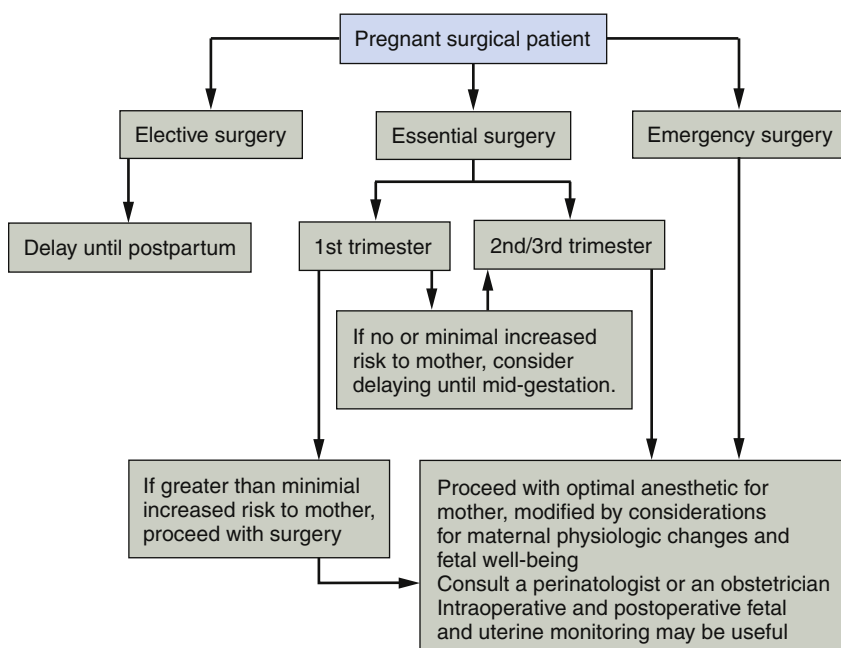 Pregnant surgical patient
Elective surgery
Essential surgery
Emergency surgery
Delay until postpartum
1st trimester
2nd/3rd trimester
If no or minimal increased
risk to mother, consider
delaying until mid-gestation.
If greater than minimial
increased risk to mother,
proceed with surgery
Proceed with optimal anesthetic for
mother, modified by considerations
for maternal physiologic changes and
fetal well-being
Consult a perinatologist or an obstetrician
Intraoperative and postoperative fetal
and uterine monitoring may be useful